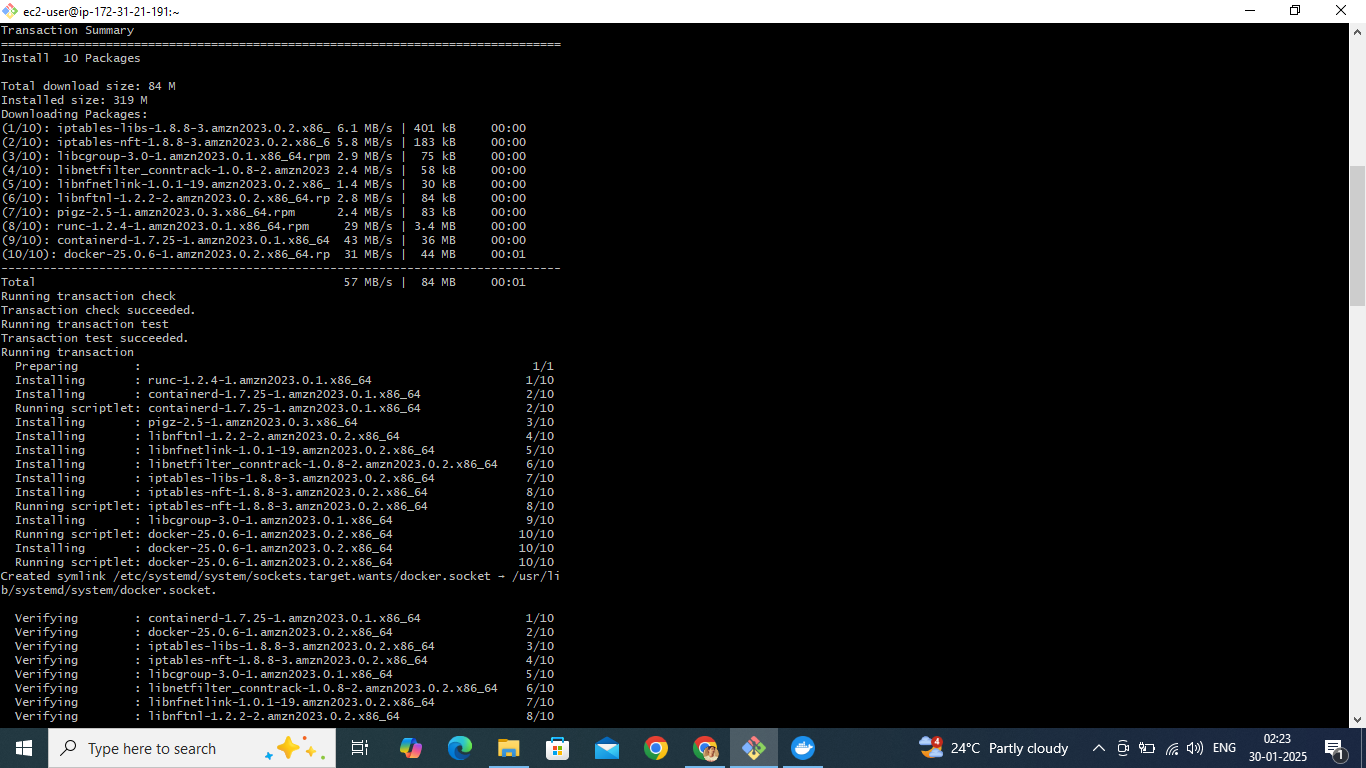 ec2-user@ip-172-31-21-191:~
Transaction Summary
================================================================================
Install  10 Packages
Total download size: 84 M
Installed size: 319 M
Downloading Packages:
(1/10): iptables-libs-1.8.8-3.amzn2023.0.2.x86_ 6.1 MB/s | 401 kB     00:00
(2/10): iptables-nft-1.8.8-3.amzn2023.0.2.x86_6 5.8 MB/s | 183 kB     00:00
(3/10): libcgroup-3.0-1.amzn2023.0.1.x86_64.rpm 2.9 MB/s |  75 kB     00:00
(4/10): libnetfilter_conntrack-1.0.8-2.amzn2023 2.4 MB/s |  58 kB     00:00
(5/10): libnfnetlink-1.0.1-19.amzn2023.0.2.x86_ 1.4 MB/s |  30 kB     00:00
(6/10): libnftnl-1.2.2-2.amzn2023.0.2.x86_64.rp 2.8 MB/s |  84 kB     00:00
(7/10): pigz-2.5-1.amzn2023.0.3.x86_64.rpm      2.4 MB/s |  83 kB     00:00
(8/10): runc-1.2.4-1.amzn2023.0.1.x86_64.rpm     29 MB/s | 3.4 MB     00:00
(9/10): containerd-1.7.25-1.amzn2023.0.1.x86_64  43 MB/s |  36 MB     00:00
(10/10): docker-25.0.6-1.amzn2023.0.2.x86_64.rp  31 MB/s |  44 MB     00:01
--------------------------------------------------------------------------------
Total                                            57 MB/s |  84 MB     00:01
Running transaction check
Transaction check succeeded.
Running transaction test
Transaction test succeeded.
Running transaction
  Preparing        :                                                        1/1
  Installing       : runc-1.2.4-1.amzn2023.0.1.x86_64                      1/10
  Installing       : containerd-1.7.25-1.amzn2023.0.1.x86_64               2/10
  Running scriptlet: containerd-1.7.25-1.amzn2023.0.1.x86_64               2/10
  Installing       : pigz-2.5-1.amzn2023.0.3.x86_64                        3/10
  Installing       : libnftnl-1.2.2-2.amzn2023.0.2.x86_64                  4/10
  Installing       : libnfnetlink-1.0.1-19.amzn2023.0.2.x86_64             5/10
  Installing       : libnetfilter_conntrack-1.0.8-2.amzn2023.0.2.x86_64    6/10
  Installing       : iptables-libs-1.8.8-3.amzn2023.0.2.x86_64             7/10
  Installing       : iptables-nft-1.8.8-3.amzn2023.0.2.x86_64              8/10
  Running scriptlet: iptables-nft-1.8.8-3.amzn2023.0.2.x86_64              8/10
  Installing       : libcgroup-3.0-1.amzn2023.0.1.x86_64                   9/10
  Running scriptlet: docker-25.0.6-1.amzn2023.0.2.x86_64                  10/10
  Installing       : docker-25.0.6-1.amzn2023.0.2.x86_64                  10/10
  Running scriptlet: docker-25.0.6-1.amzn2023.0.2.x86_64                  10/10
Created symlink /etc/systemd/system/sockets.target.wants/docker.socket → /usr/li
b/systemd/system/docker.socket.
  Verifying        : containerd-1.7.25-1.amzn2023.0.1.x86_64               1/10
  Verifying        : docker-25.0.6-1.amzn2023.0.2.x86_64                   2/10
  Verifying        : iptables-libs-1.8.8-3.amzn2023.0.2.x86_64             3/10
  Verifying        : iptables-nft-1.8.8-3.amzn2023.0.2.x86_64              4/10
  Verifying        : libcgroup-3.0-1.amzn2023.0.1.x86_64                   5/10
  Verifying        : libnetfilter_conntrack-1.0.8-2.amzn2023.0.2.x86_64    6/10
  Verifying        : libnfnetlink-1.0.1-19.amzn2023.0.2.x86_64             7/10
  Verifying        : libnftnl-1.2.2-2.amzn2023.0.2.x86_64                  8/10
Type here to search
4
24°C  Partly cloudy
ENG
02:23
30-01-2025
1